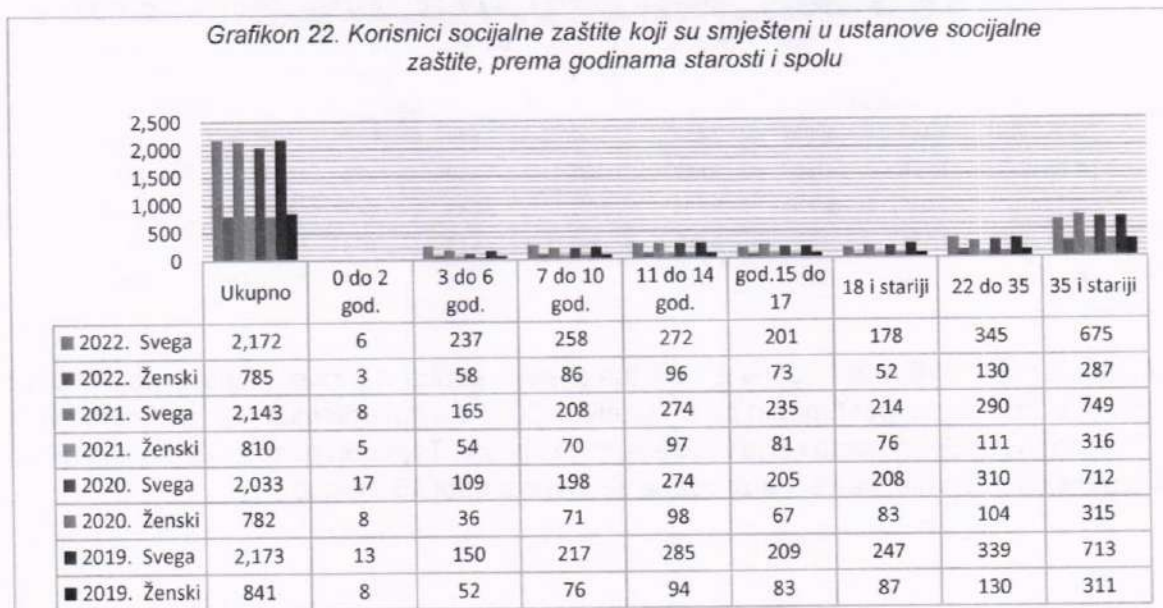 Grafikon 22. Korisnici socijalne zaštite koji su smješteni u ustanove socijalne
zaštite, prema godinama starosti i spolu
2,500
2,000
1,500
1,000
500
0
Ukupno 0 do 2 god. 3 do 6 god. 7 do 10 god. 11 do 14 god. god.15 do 17 18 i stariji 22 do 35 35 i stariji
2022. Svega 2,172 6 237 258 272 201 178 345 675
2022. Ženski 785 3 58 86 96 73 52 130 287
2021. Svega 2,143 8 165 208 274 235 214 290 749
2021. Ženski 810 5 54 70 97 81 76 111 316
2020. Svega 2,033 17 109 198 274 205 208 310 712
2020. Ženski 782 8 36 71 98 67 83 104 315
2019. Svega 2,173 13 150 217 285 209 247 339 713
2019. Ženski 841 8 52 76 94 83 87 130 311